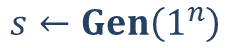 s ← Gen(1ⁿ)